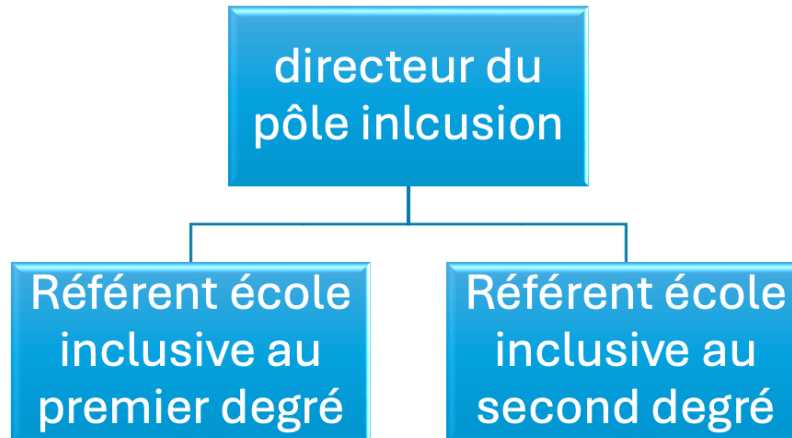 directeur du
pôle inlcusion
Référent école
inclusive au
premier degré
Référent école
inclusive au
second degré